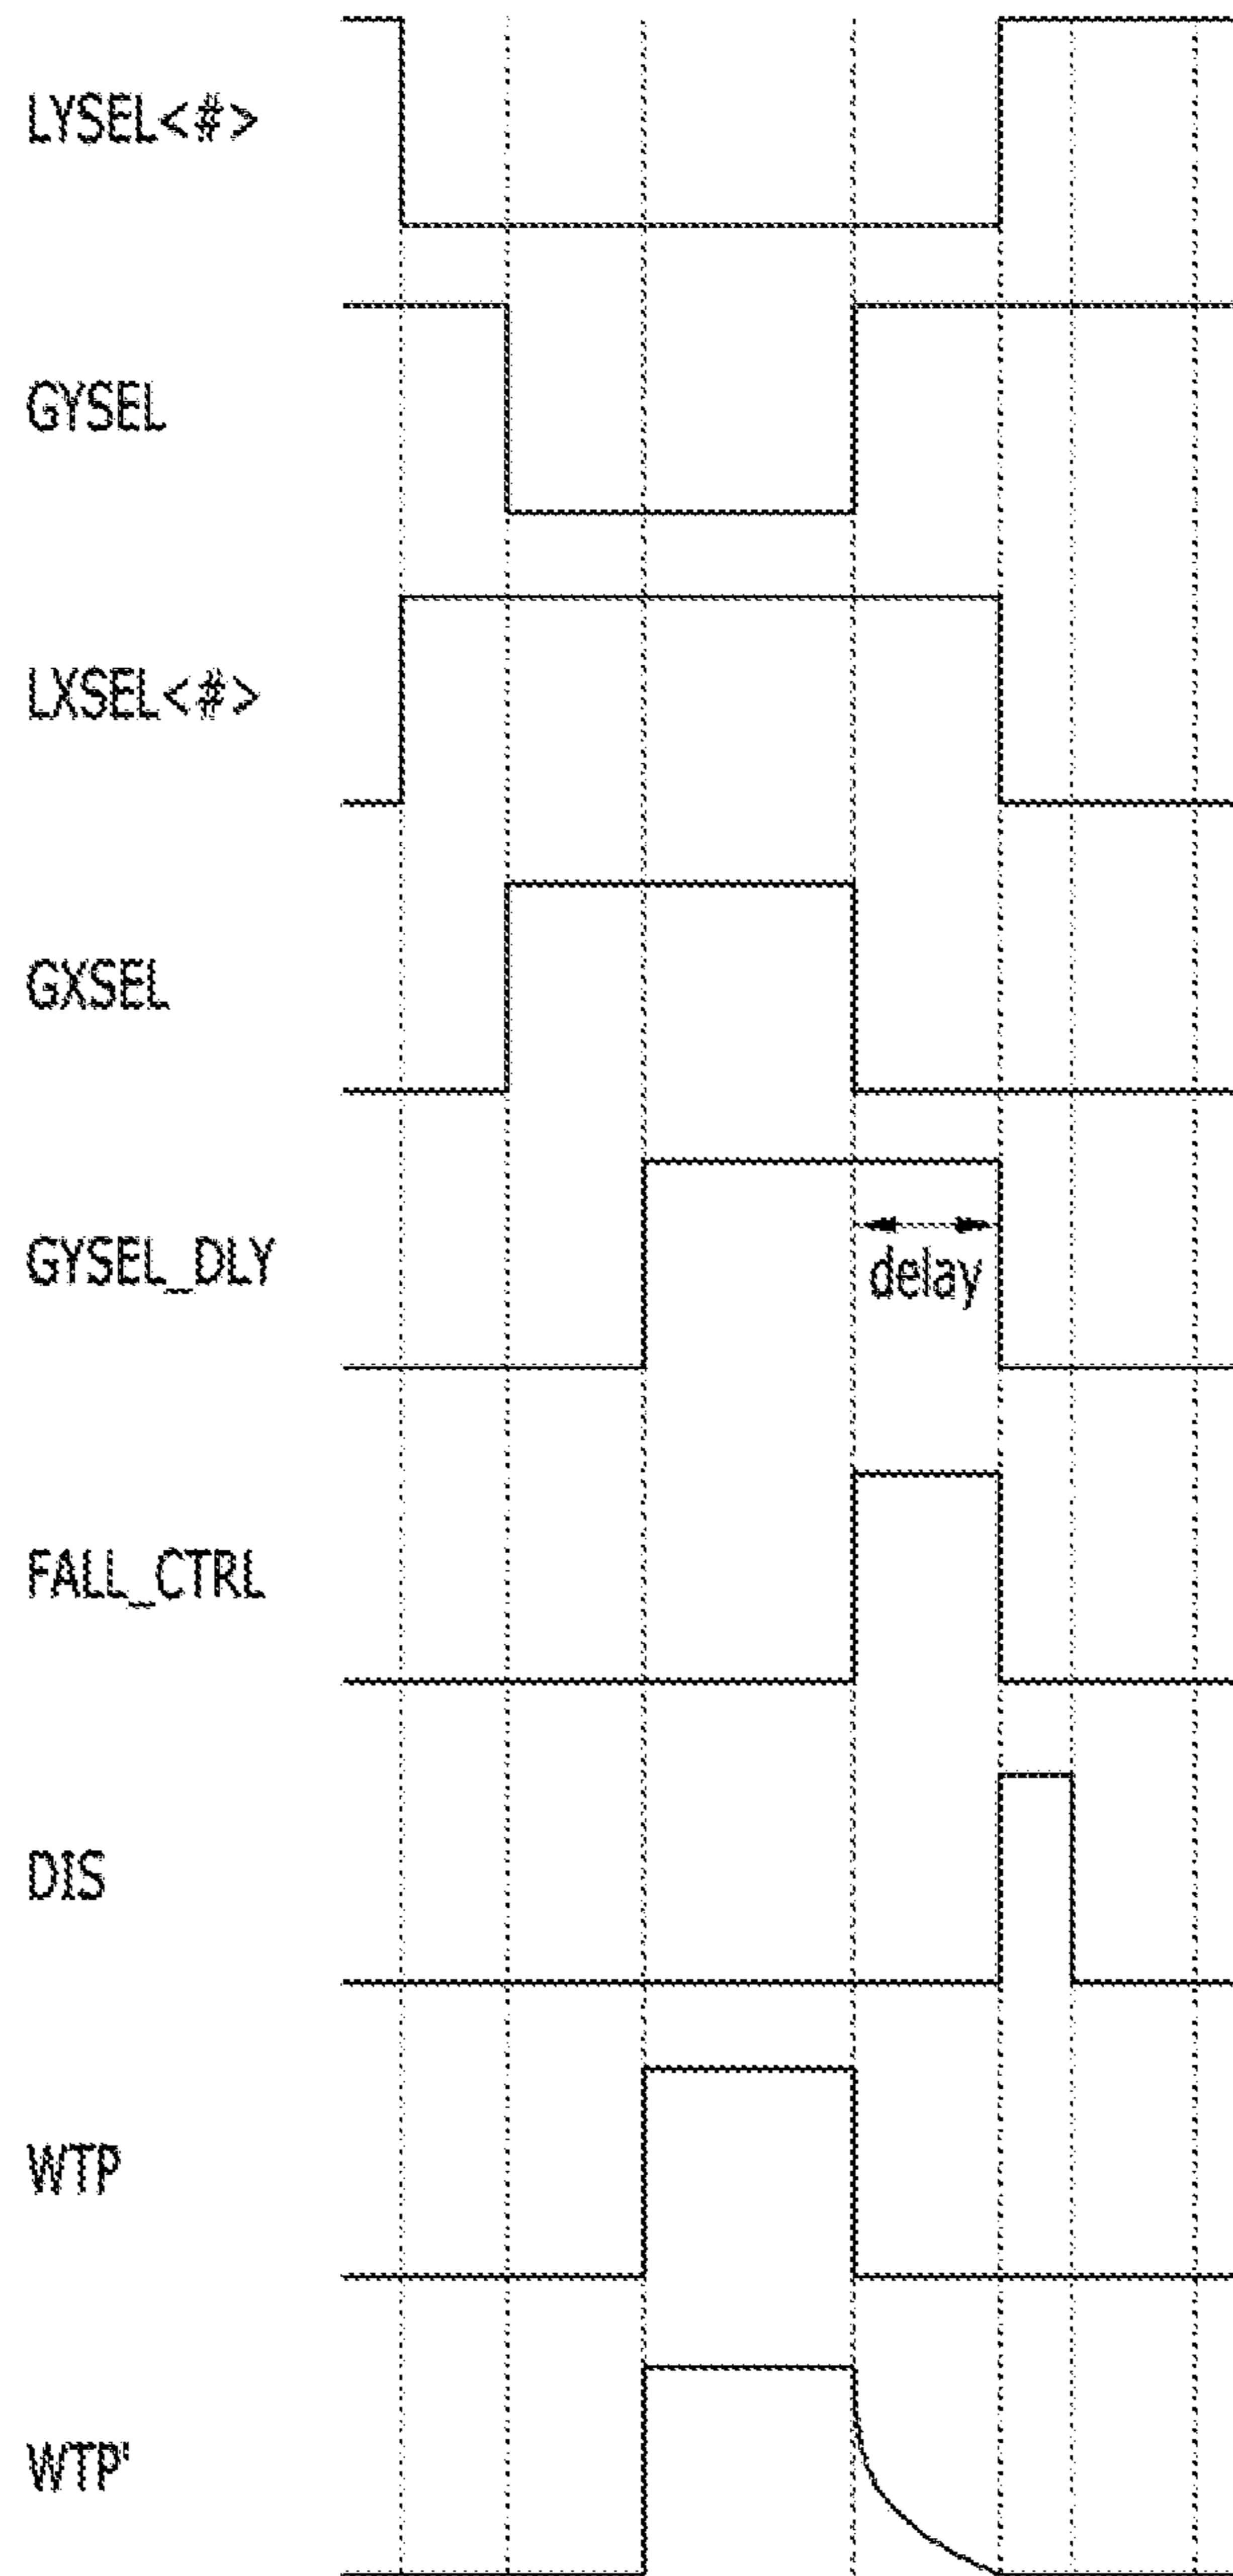 LYSEL<#>
GYSEL
LXSEL<#>
GXSEL
GYSEL_DLY
delay
FALL_CTRL
DIS
WTP
WTP'